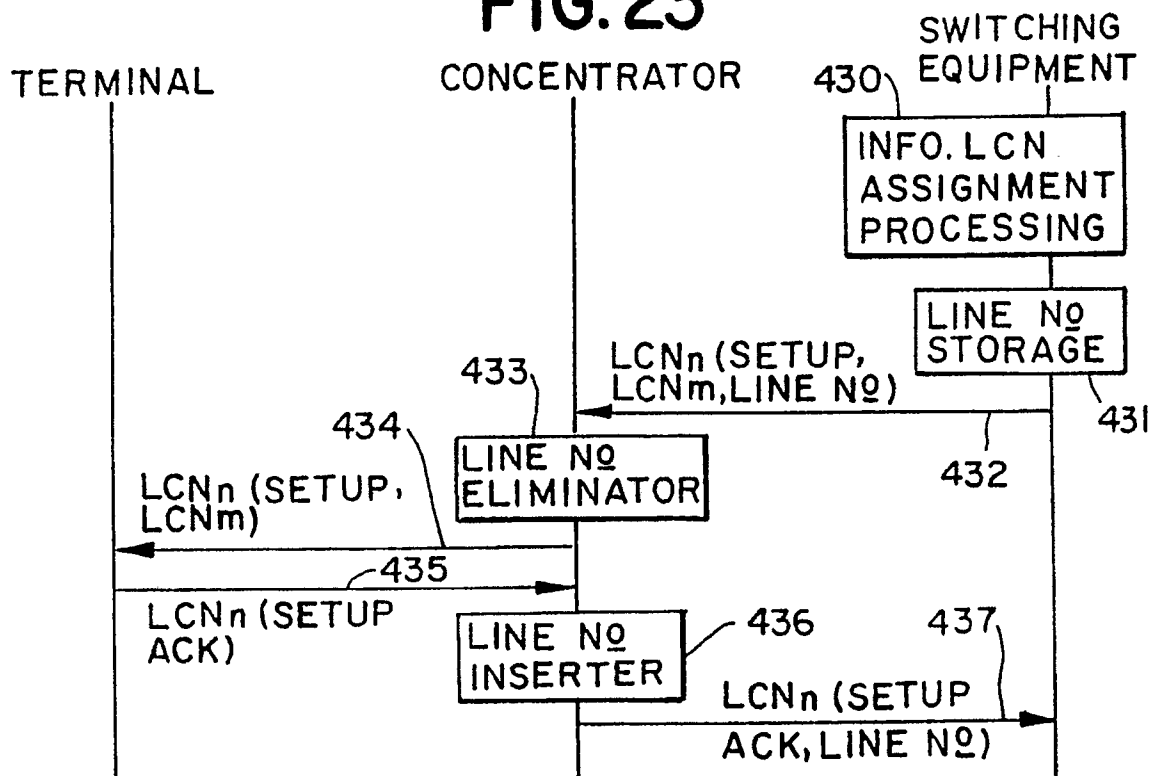 FIG. 25
TERMINAL
CONCENTRATOR
SWITCHING
EQUIPMENT
430
INFO. LCN
ASSIGNMENT
PROCESSING
LINE Nº
STORAGE
431
LCNn (SETUP,
LCNm, LINE Nº)
432
433
LINE Nº
ELIMINATOR
434
LCNn (SETUP,
LCNm)
435
LCNn (SETUP
ACK)
LINE Nº
INSERTER
436
437
LCNn (SETUP
ACK, LINE Nº)